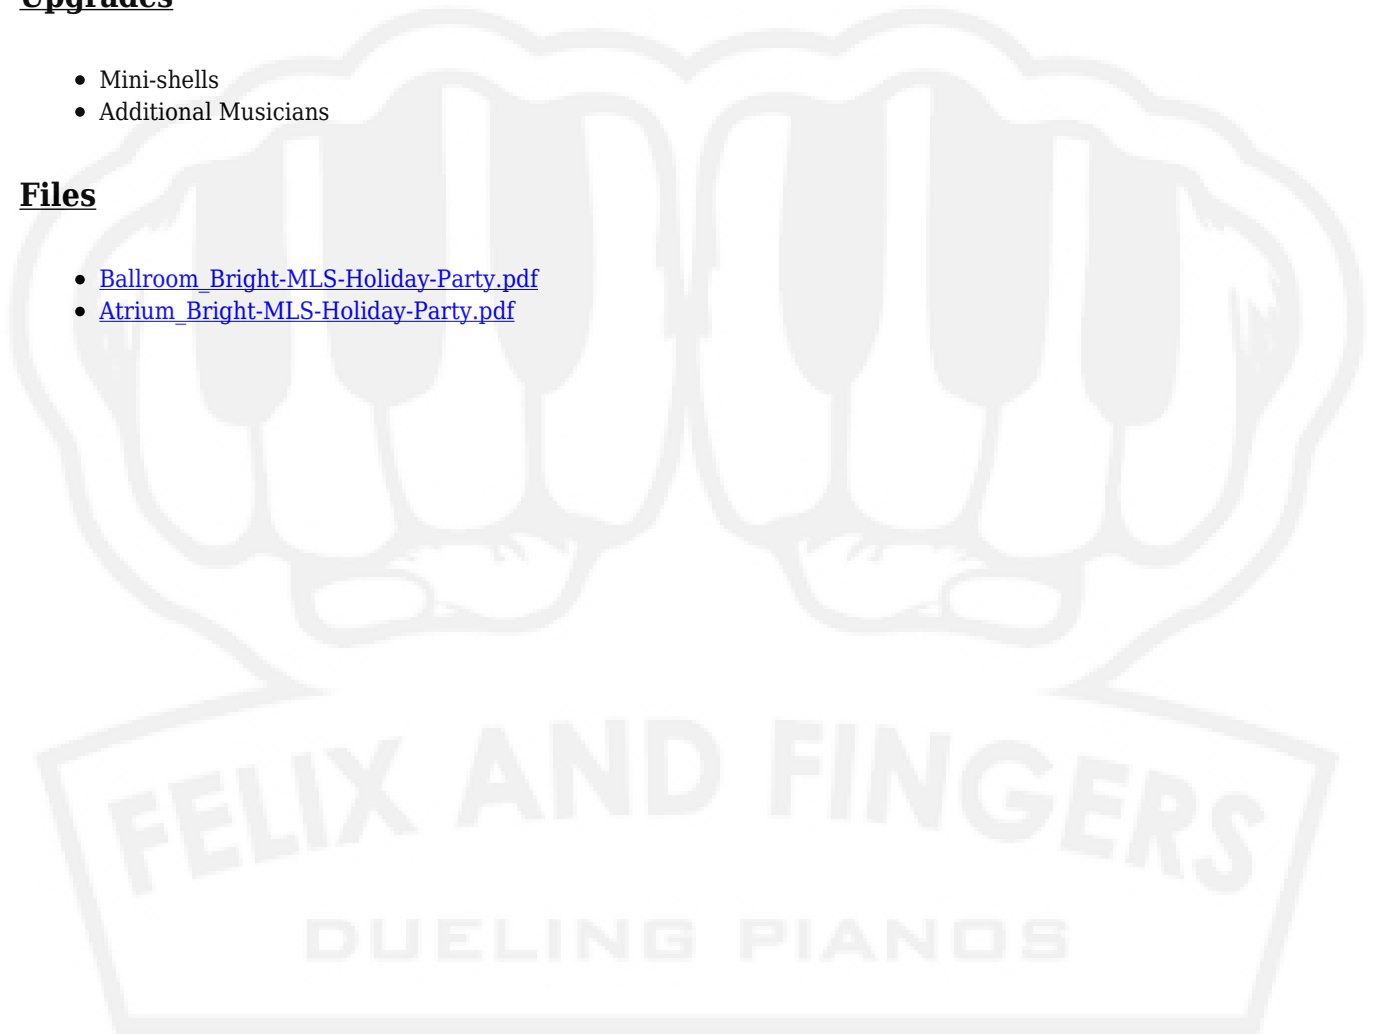 Upgrades
Mini-shells
Additional Musicians
Files
Ballroom_Bright-MLS-Holiday-Party.pdf
Atrium_Bright-MLS-Holiday-Party.pdf
FELIX AND FINGERS
DUELING PIANOS